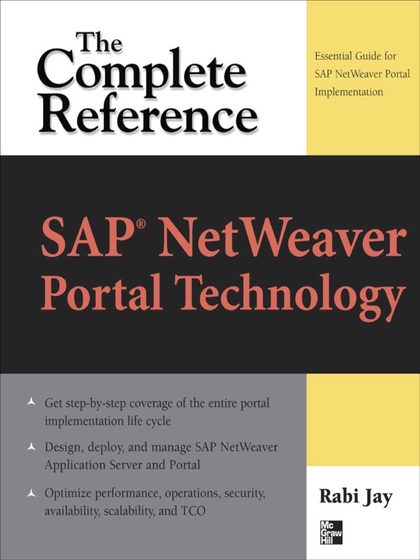 The
Complete
Reference
Essential Guide for
SAP NetWeaver Portal
Implementation
SAP® NetWeaver
Portal Technology
Get step-by-step coverage of the entire portal
implementation life cycle
Design, deploy, and manage SAP NetWeaver
Application Server and Portal
Optimize performance, operations, security,
availability, scalability, and TCO
Rabi Jay
Mc
Graw
Hill